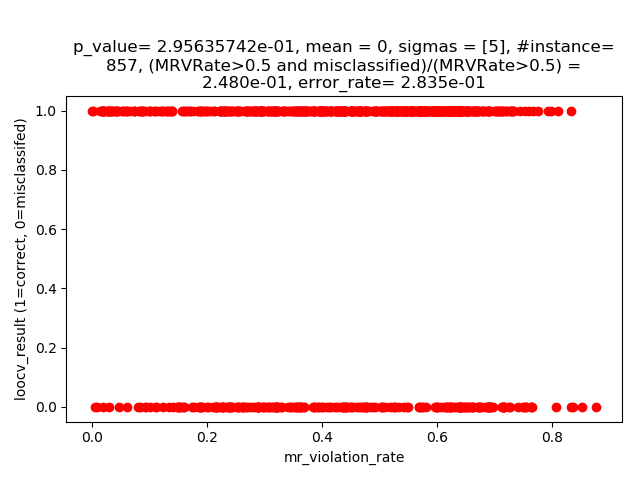 p_value= 2.95635742e-01, mean = 0, sigmas = [5], #instance=
857, (MRVRate>0.5 and misclassified)/(MRVRate>0.5) =
2.480e-01, error_rate= 2.835e-01
1.0
0.8
0.6
0.4
0.2
0.0
loocv_result (1=correct, 0=misclassifed)
0.0 0.2 0.4 0.6 0.8
mr_violation_rate